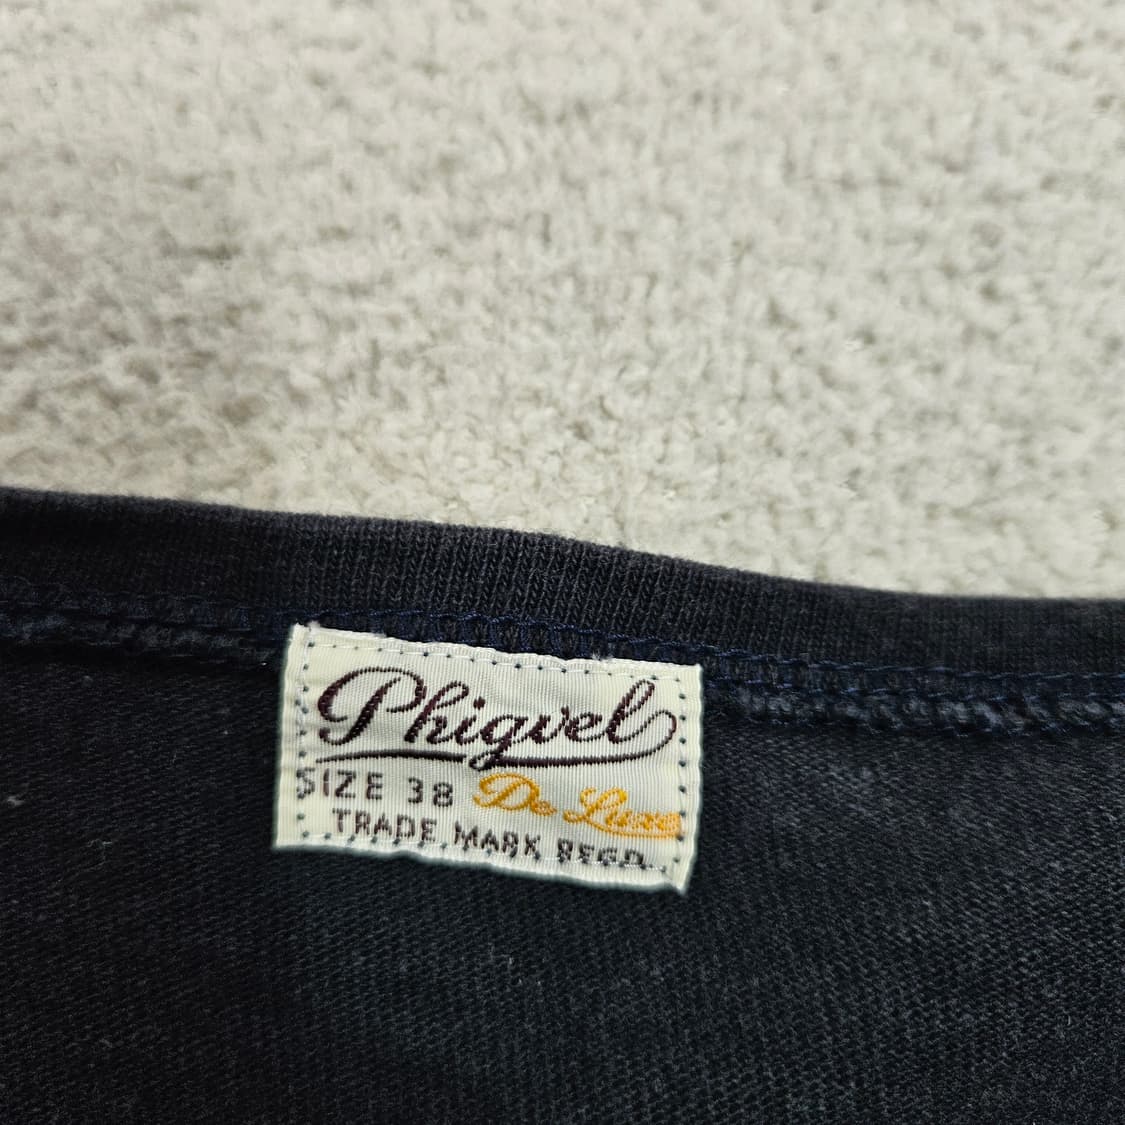 Phigvel
SIZE 38 De Luxe
TRADE MARK REGD.